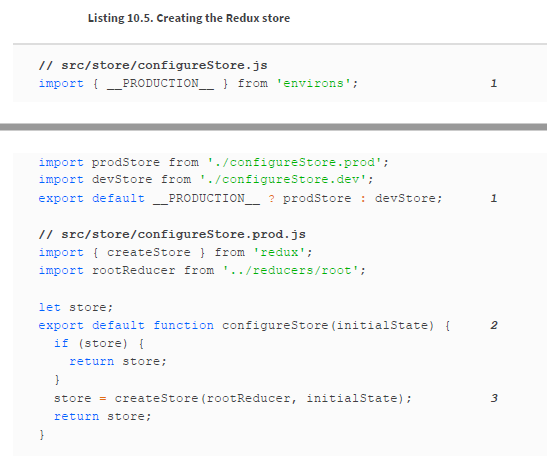 Listing 10.5. Creating the Redux store
// src/store/configureStore.js
import { __PRODUCTION__ } from 'environs'; 1
import prodStore from './configureStore.prod';
import devStore from './configureStore.dev';
export default __PRODUCTION__ ? prodStore : devStore; 1
// src/store/configureStore.prod.js
import { createStore } from 'redux';
import rootReducer from '../reducers/root';
let store;
export default function configureStore(initialState) { 2
if (store) {
return store;
}
store = createStore(rootReducer, initialState); 3
return store;
}